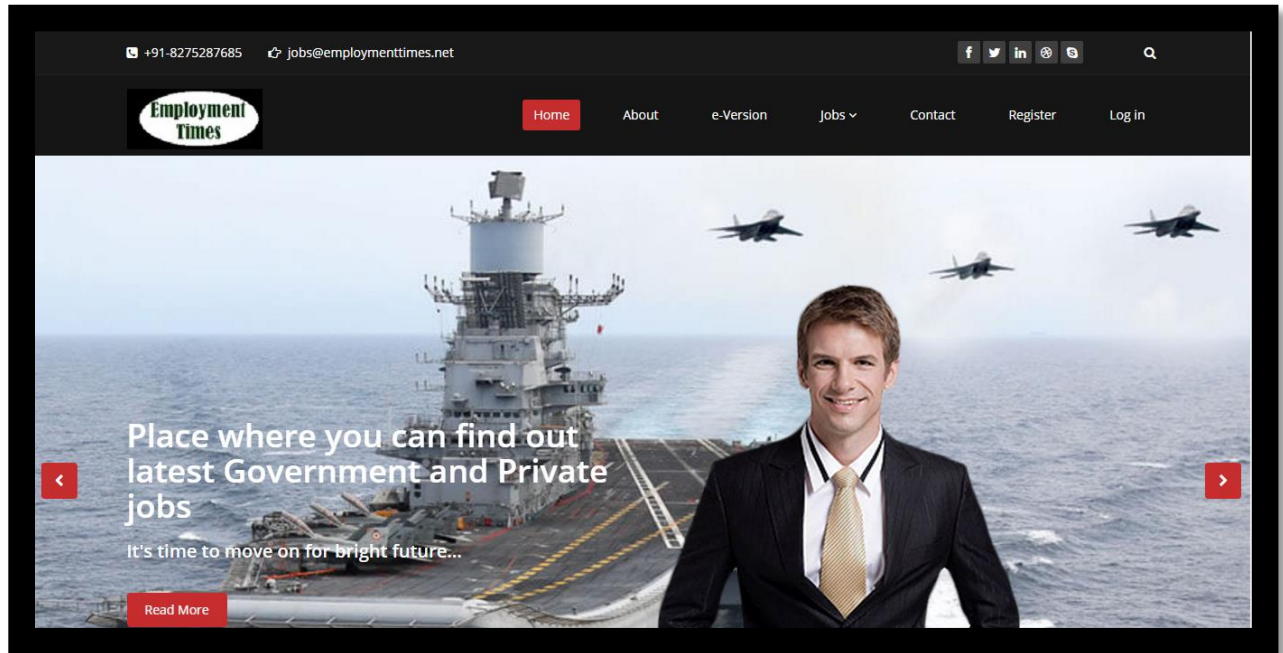 +91-8275287685 jobs@employmenttimes.net
Employment
Times
Home About e-Version Jobs Contact Register Log in
Place where you can find out
latest Government and Private
jobs
It's time to move on for bright future...
Read More